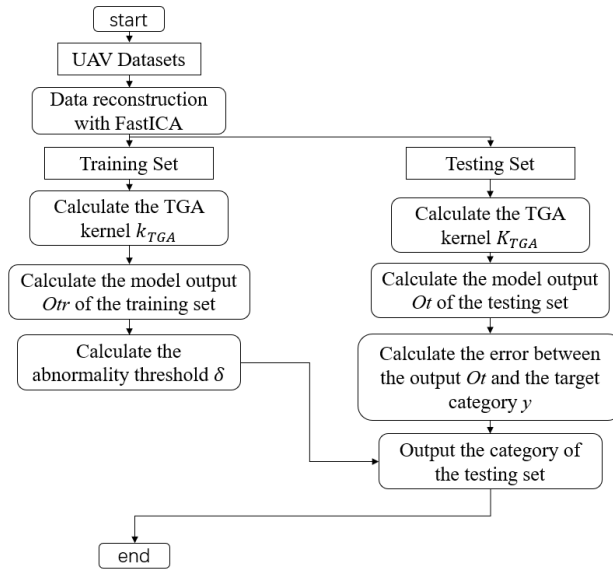 start
UAV Datasets
Data reconstruction
with FastICA
Training Set
Calculate the TGA
kernel k_TGA
Calculate the model output
Otr of the training set
Calculate the
abnormality threshold δ
Testing Set
Calculate the TGA
kernel K_TGA
Calculate the model output
Ot of the testing set
Calculate the error between
the output Ot and the target
category y
Output the category of
the testing set
end